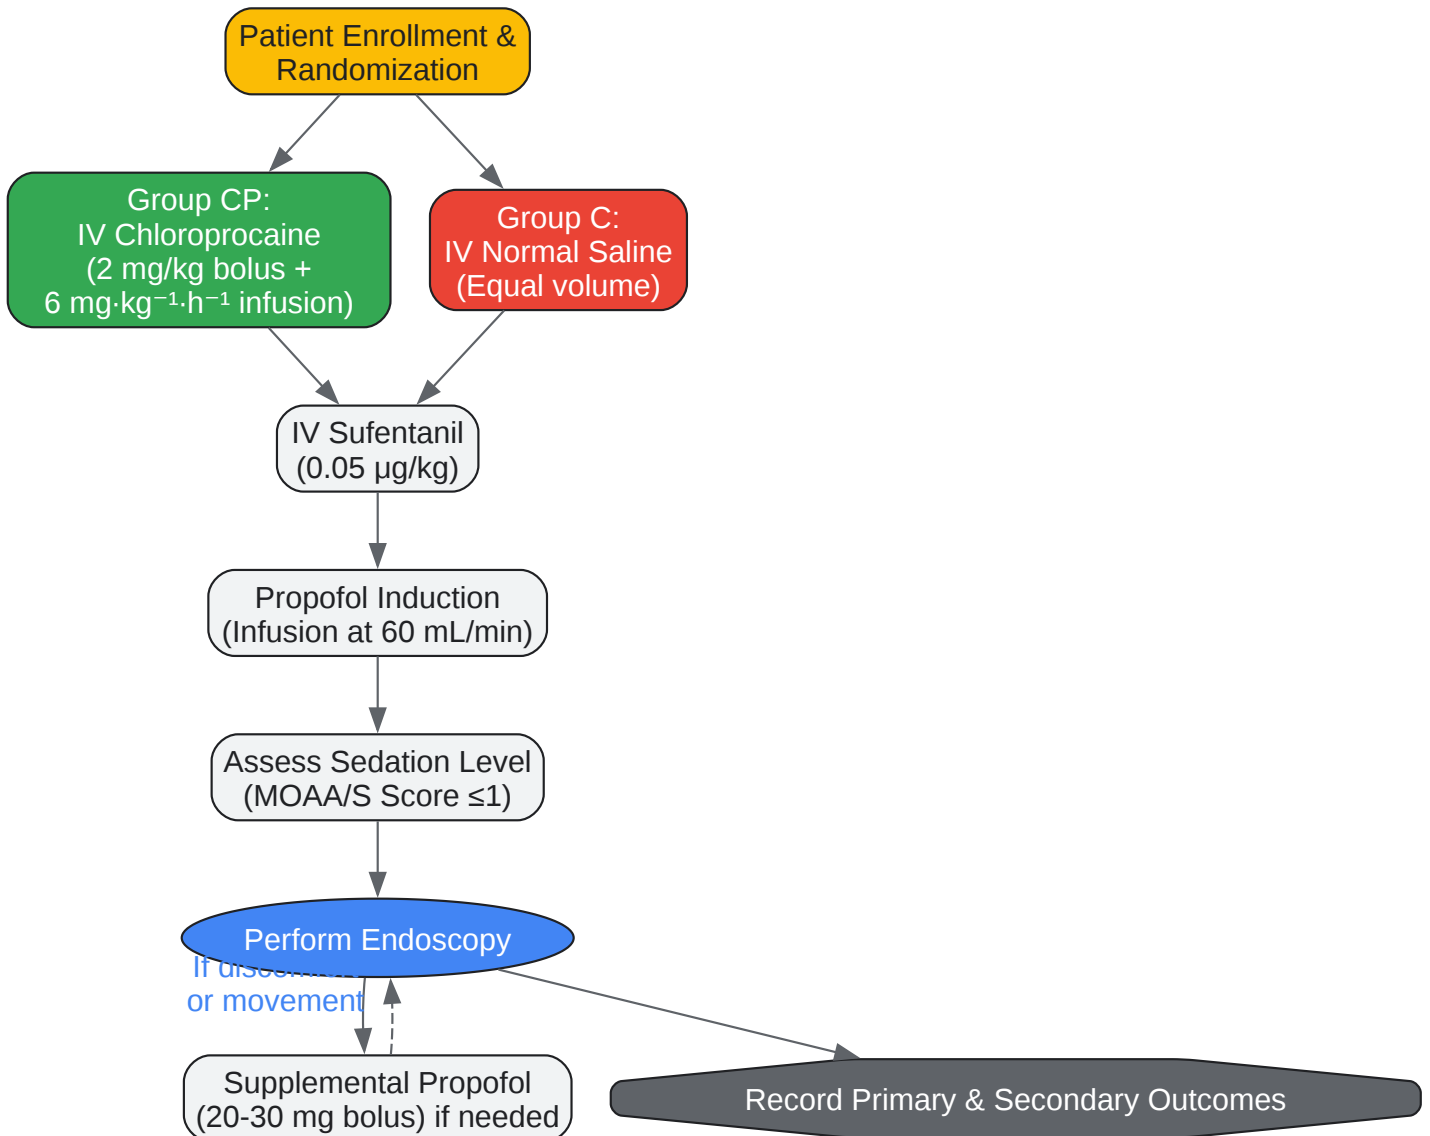 Patient Enrollment &
Randomization
Group CP:
IV Chloroprocaine
(2 mg/kg bolus +
6 mg·kg⁻¹·h⁻¹ infusion)
Group C:
IV Normal Saline
(Equal volume)
IV Sufentanil
(0.05 μg/kg)
Propofol Induction
(Infusion at 60 mL/min)
Assess Sedation Level
(MOAA/S Score ≤1)
Perform Endoscopy
If discomfort
or movement
Supplemental Propofol
(20-30 mg bolus) if needed
Record Primary & Secondary Outcomes